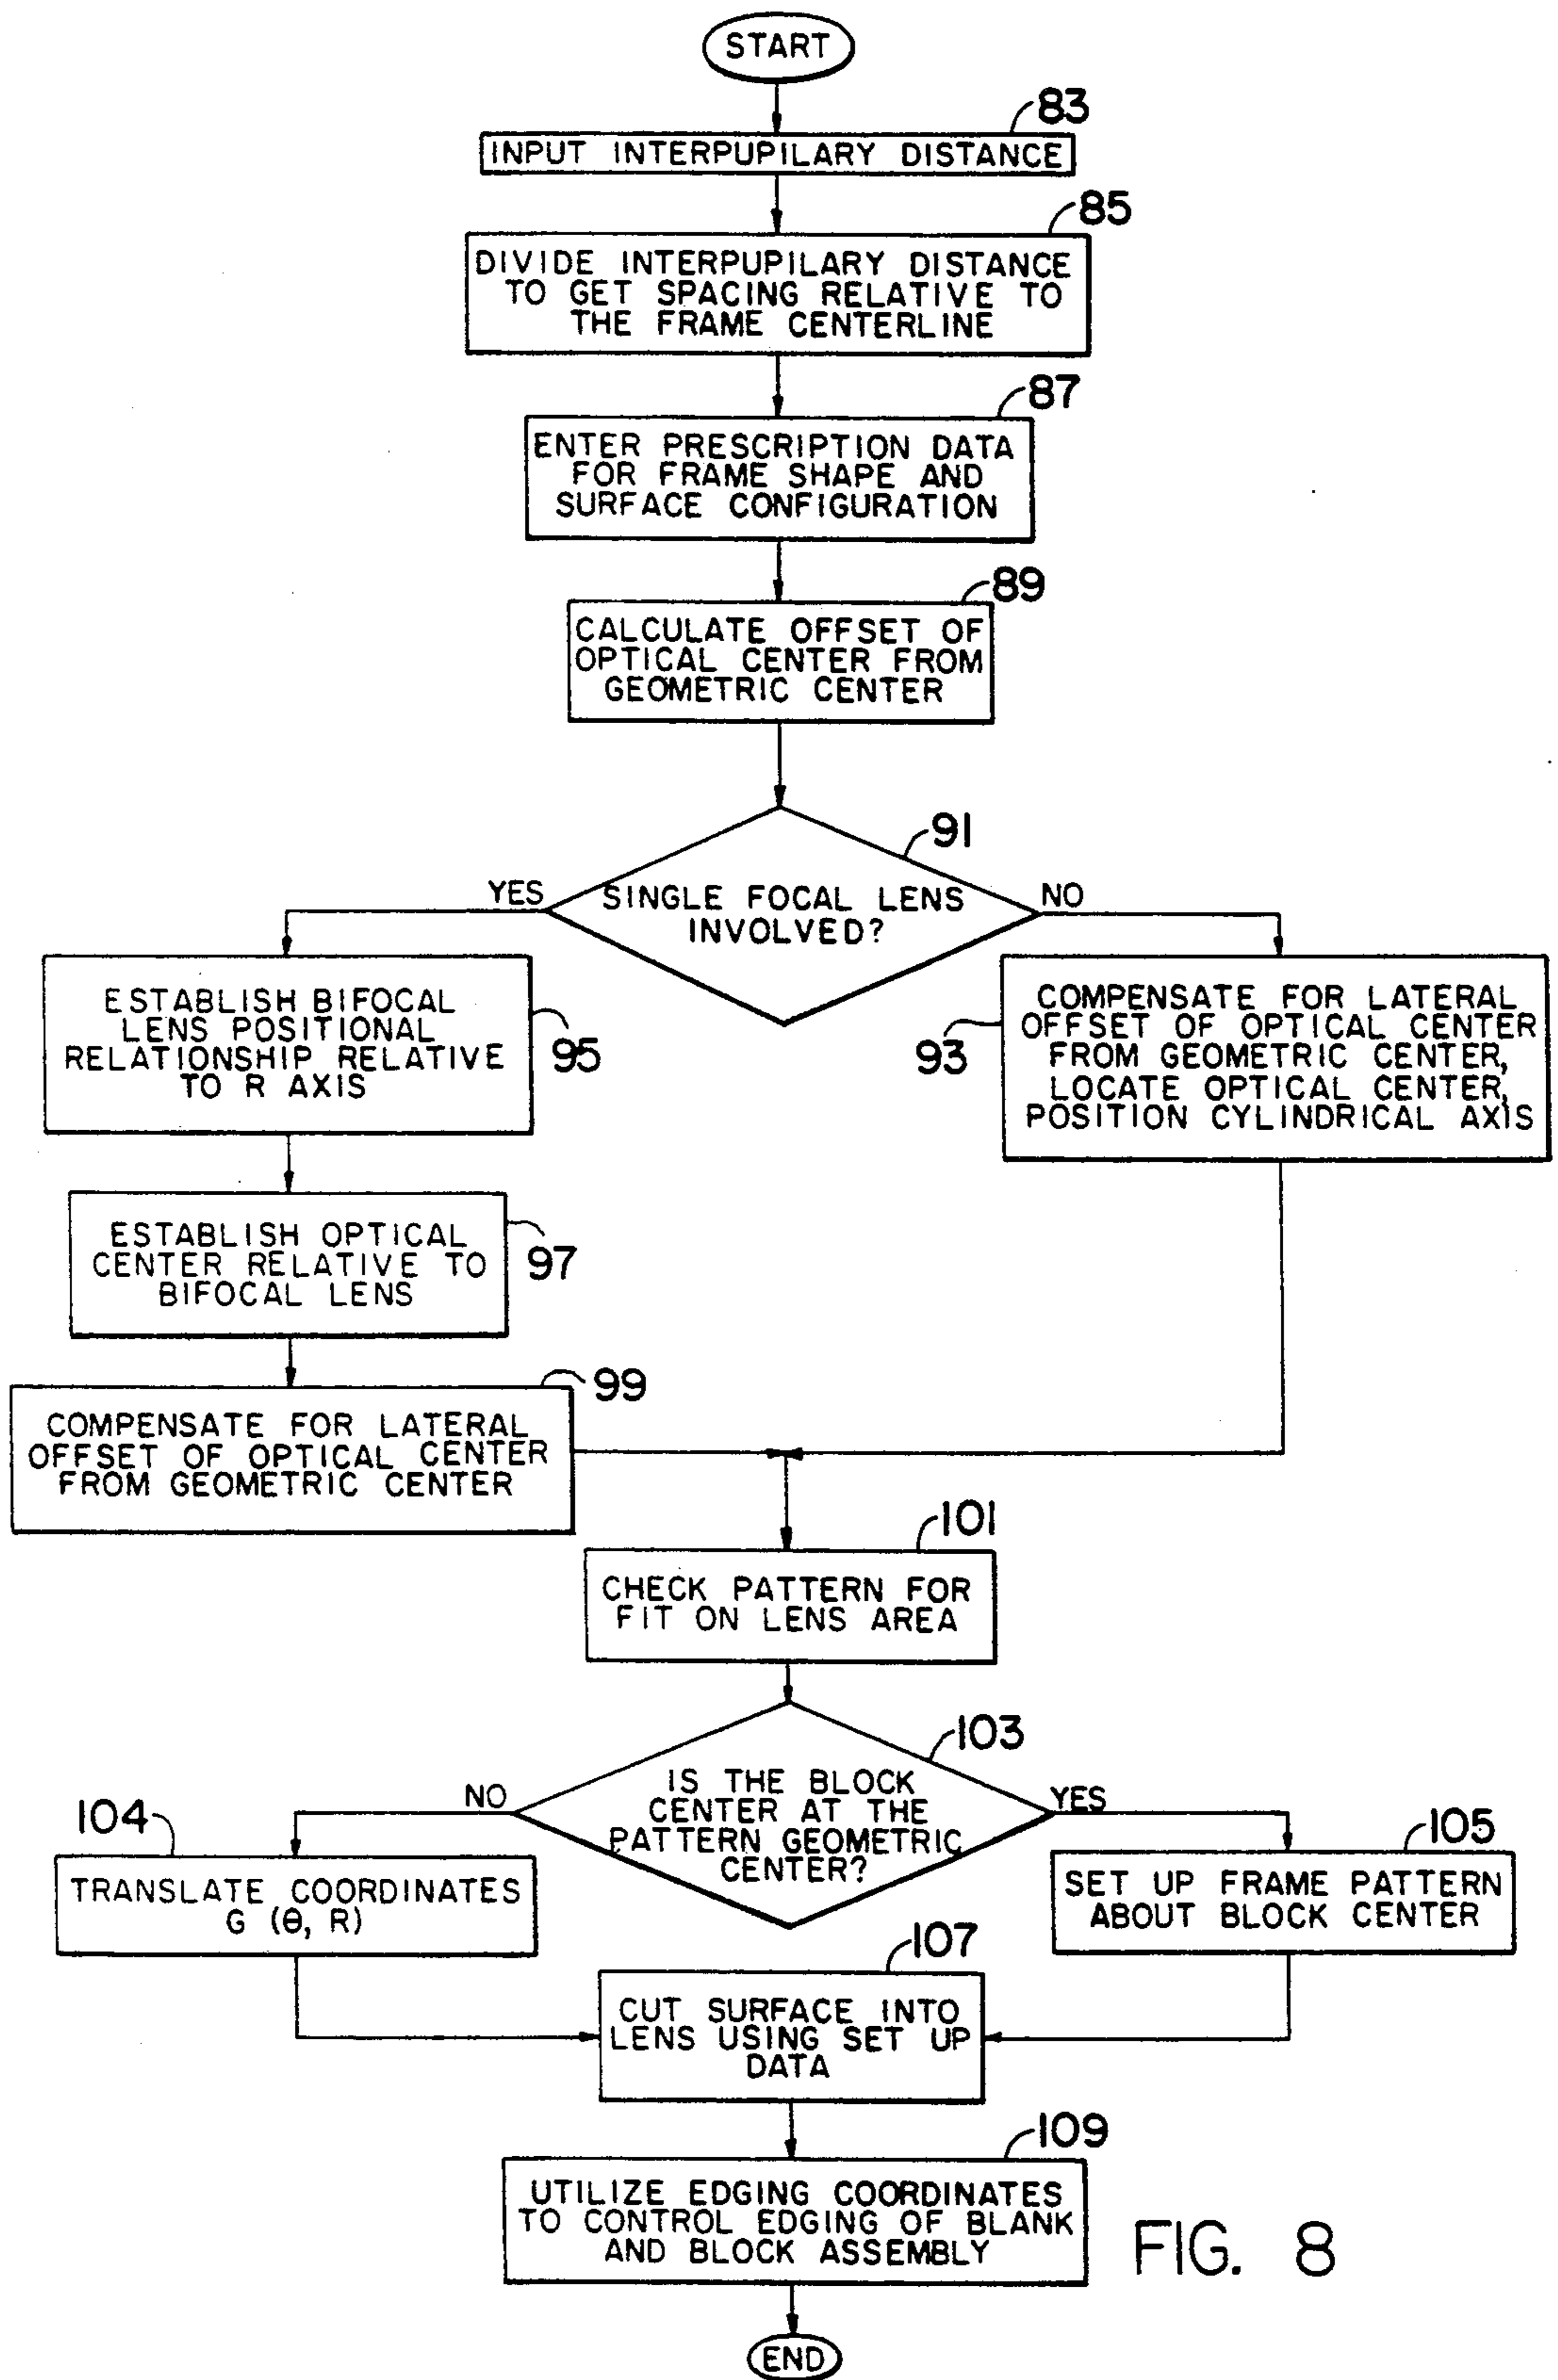 START
83
INPUT INTERPUPILARY DISTANCE
85
DIVIDE INTERPUPILARY DISTANCE
TO GET SPACING RELATIVE TO
THE FRAME CENTERLINE
87
ENTER PRESCRIPTION DATA
FOR FRAME SHAPE AND
SURFACE CONFIGURATION
89
CALCULATE OFFSET OF
OPTICAL CENTER FROM
GEOMETRIC CENTER
91
SINGLE FOCAL LENS
INVOLVED?
YES
NO
ESTABLISH BIFOCAL
LENS POSITIONAL
RELATIONSHIP RELATIVE
TO R AXIS
95
93
COMPENSATE FOR LATERAL
OFFSET OF OPTICAL CENTER
FROM GEOMETRIC CENTER,
LOCATE OPTICAL CENTER,
POSITION CYLINDRICAL AXIS
ESTABLISH OPTICAL
CENTER RELATIVE TO
BIFOCAL LENS
97
99
COMPENSATE FOR LATERAL
OFFSET OF OPTICAL CENTER
FROM GEOMETRIC CENTER
101
CHECK PATTERN FOR
FIT ON LENS AREA
103
IS THE BLOCK
CENTER AT THE
PATTERN GEOMETRIC
CENTER?
NO
YES
104
TRANSLATE COORDINATES
G (θ, R)
105
SET UP FRAME PATTERN
ABOUT BLOCK CENTER
107
CUT SURFACE INTO
LENS USING SET UP
DATA
109
UTILIZE EDGING COORDINATES
TO CONTROL EDGING OF BLANK
AND BLOCK ASSEMBLY
FIG. 8
END